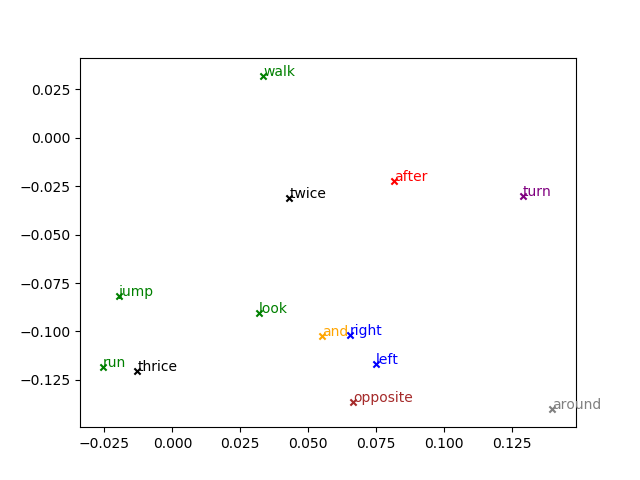 walk
0.025
0.000
after
−0.025
twice
turn
−0.050
−0.075
jump
look
−0.100
and
right
run
thrice
left
−0.125
opposite
around
−0.025
0.000
0.025
0.050
0.075
0.100
0.125